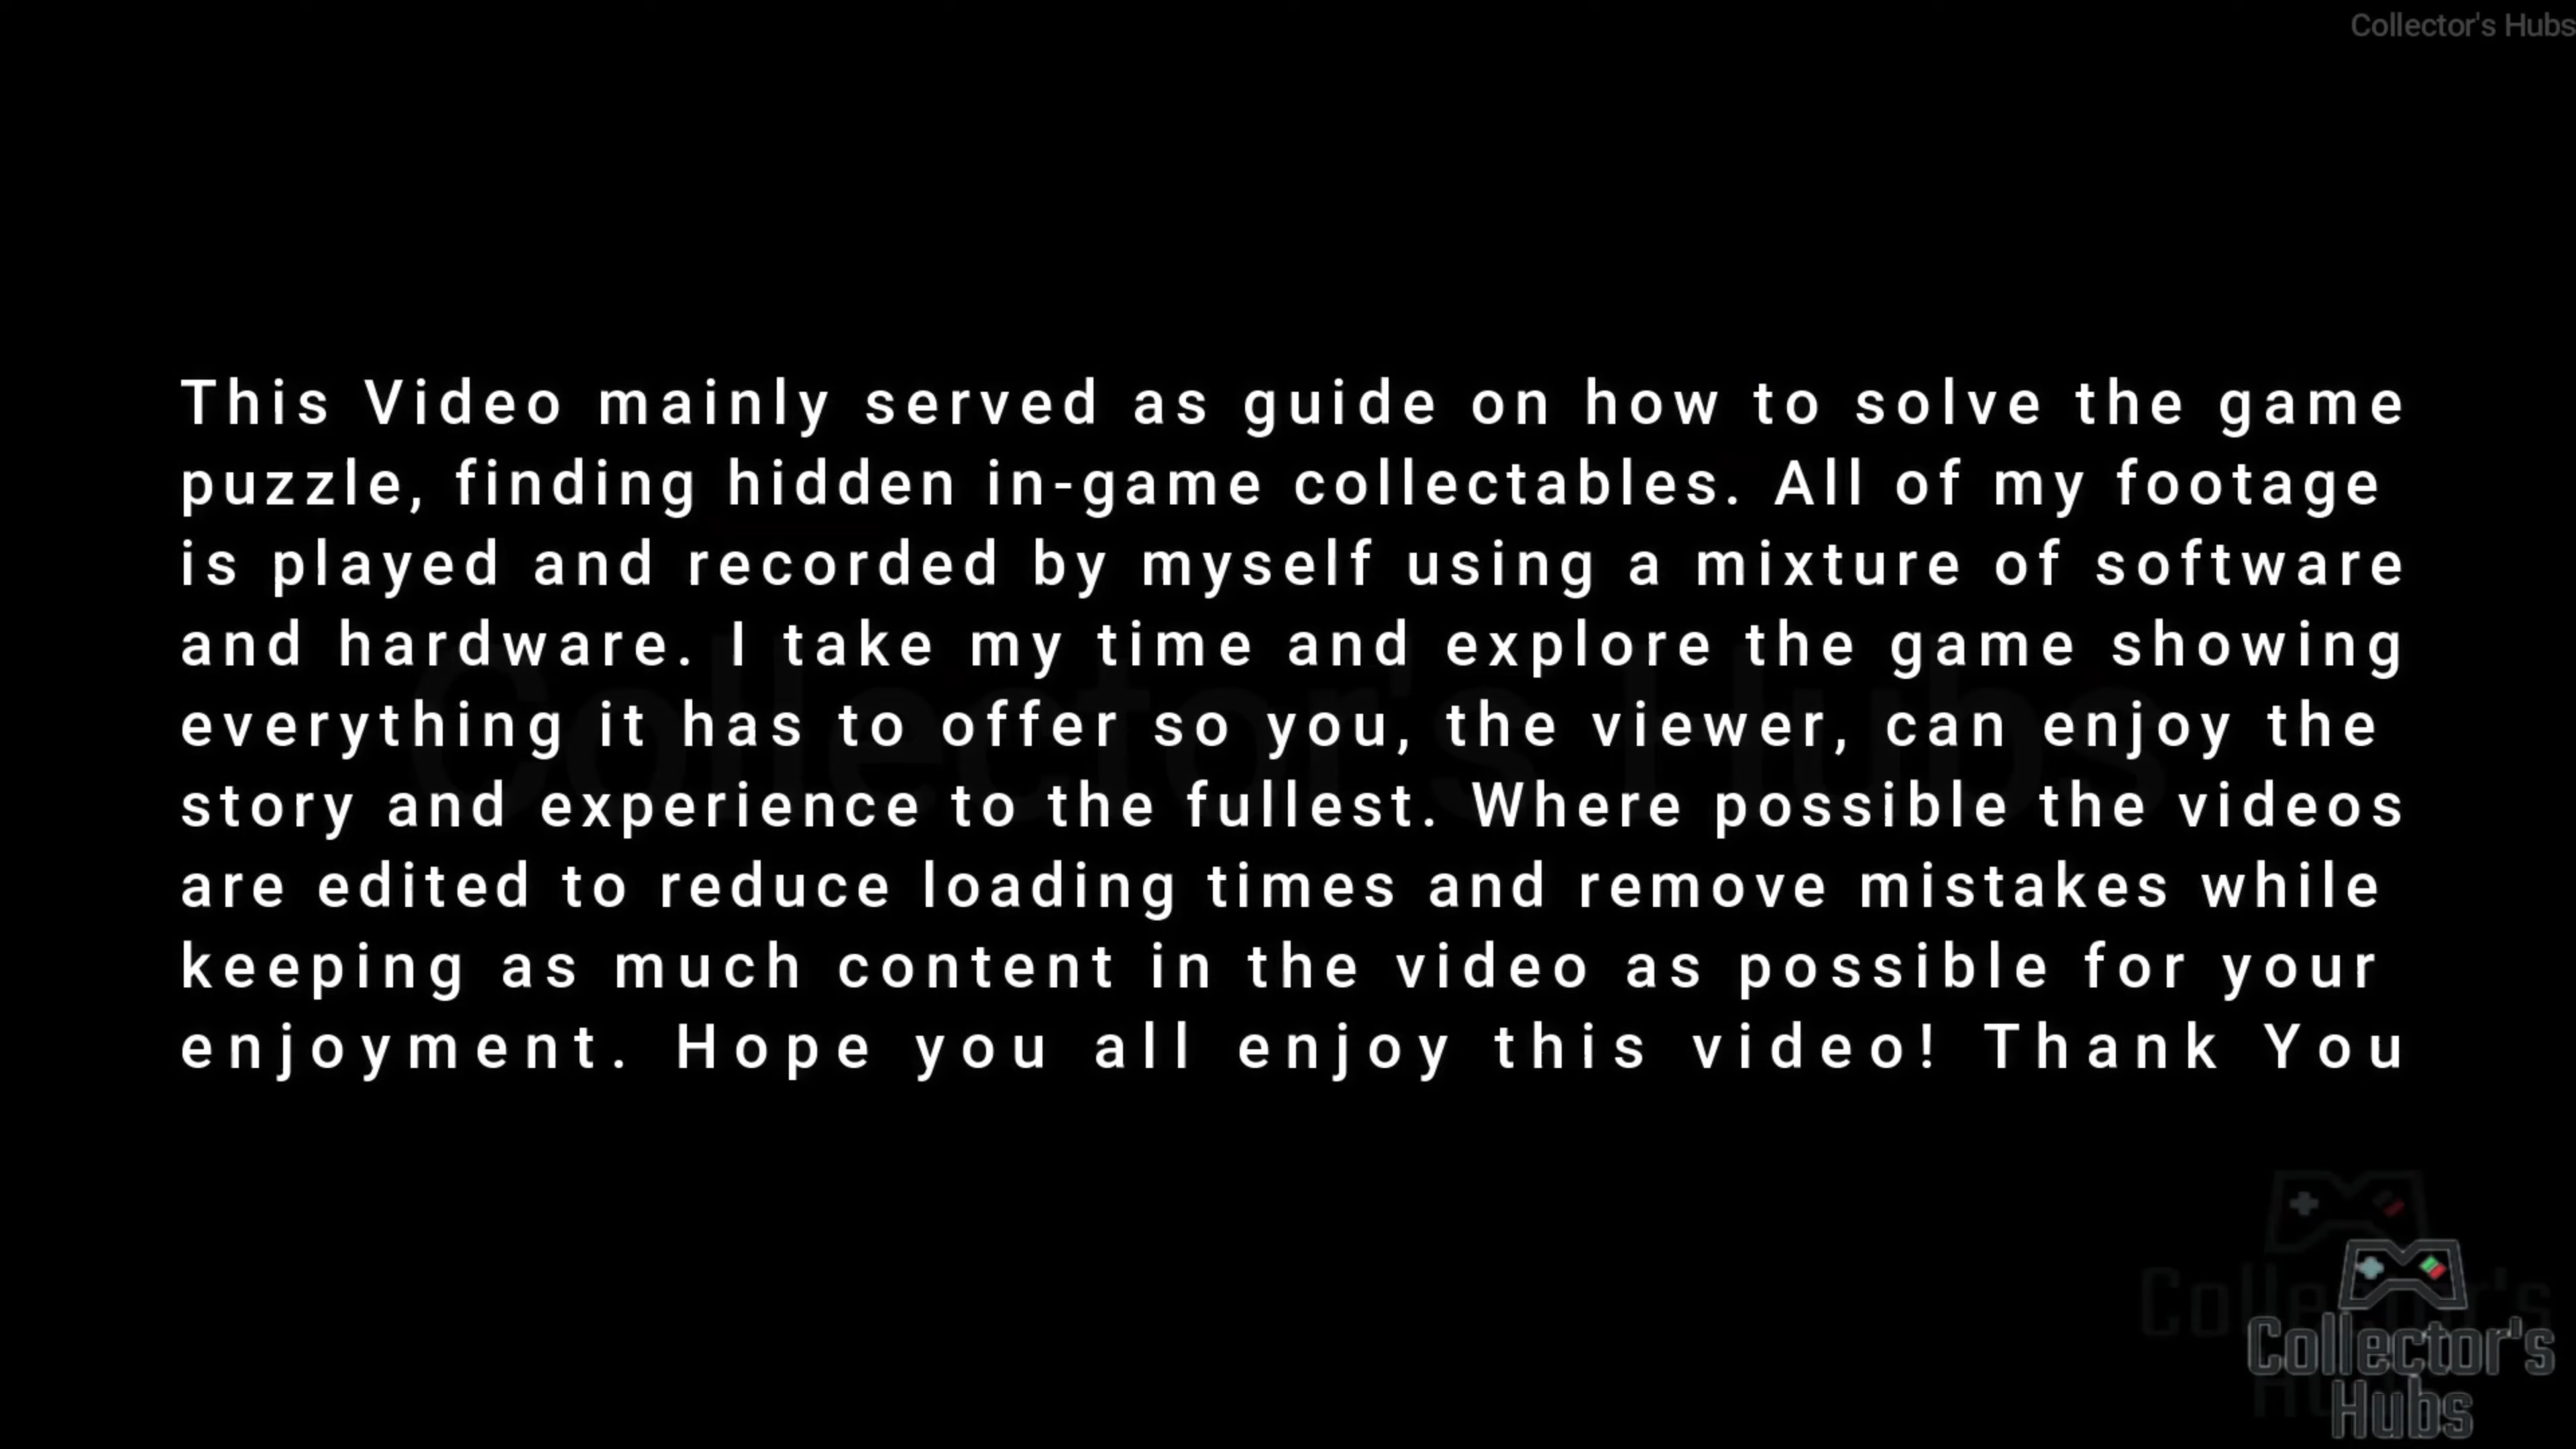 Collector's Hubs
This Video mainly served as guide on how to solve the game
puzzle, finding hidden in-game collectables. All of my footage
is played and recorded by myself using a mixture of software
and hardware. I take my time and explore the game showing
everything it has to offer so you, the viewer, can enjoy the
story and experience to the fullest. Where possible the videos
are edited to reduce loading times and remove mistakes while
keeping as much content in the video as possible for your
enjoyment. Hope you all enjoy this video! Thank You
Collector's Hubs
Collector's
Hubs